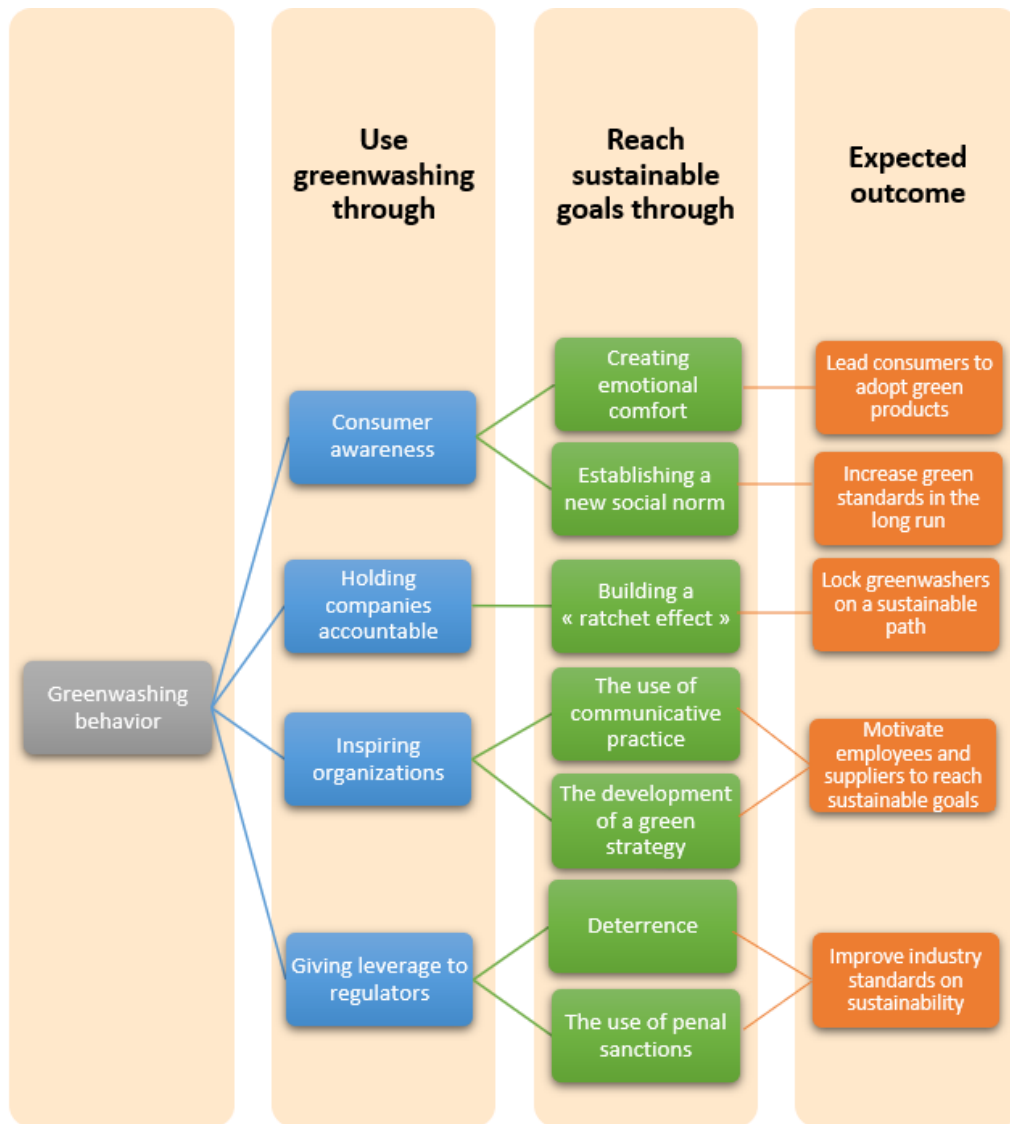 Use
greenwashing
through
Reach
sustainable
goals through
Expected
outcome
Greenwashing
behavior
Consumer
awareness
Holding
companies
accountable
Inspiring
organizations
Giving leverage to
regulators
Creating
emotional
comfort
Establishing a
new social norm
Building a
« ratchet effect »
The use of
communicative
practice
The development
of a green
strategy
Deterrence
The use of penal
sanctions
Lead consumers to
adopt green
products
Increase green
standards in the
long run
Lock greenwashers
on a sustainable
path
Motivate
employees and
suppliers to reach
sustainable goals
Improve industry
standards on
sustainability